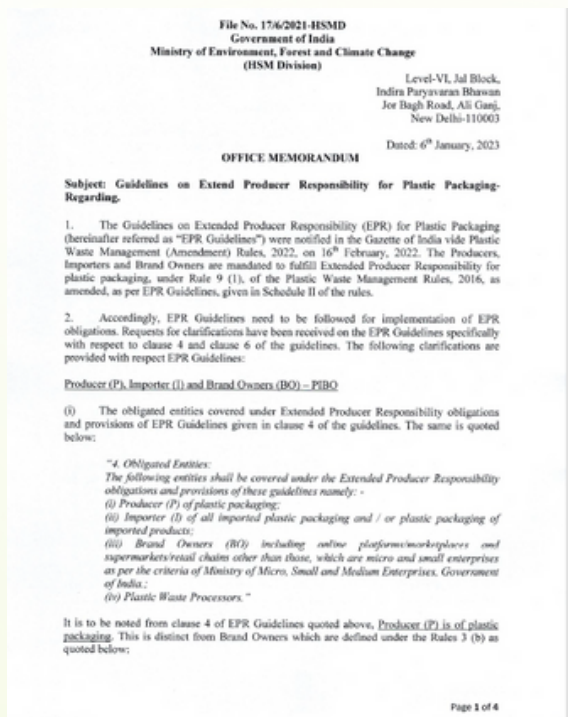 File No. 17/6/2021-HSMD
Government of India
Ministry of Environment, Forest and Climate Change
(HSM Division)
Level-VI, Jal Block,
Indira Paryavaran Bhawan
Jor Bagh Road, Ali Ganj,
New Delhi-110003
Dated: 6th January, 2023
OFFICE MEMORANDUM
Subject: Guidelines on Extend Producer Responsibility for Plastic Packaging-
Regarding.
1. The Guidelines on Extended Producer Responsibility (EPR) for Plastic Packaging
(hereinafter referred as "EPR Guidelines") were notified in the Gazette of India vide Plastic
Waste Management (Amendment) Rules, 2022, on 16th February, 2022. The Producers,
Importers and Brand Owners are mandated to fulfill Extended Producer Responsibility for
plastic packaging, under Rule 9 (1), of the Plastic Waste Management Rules, 2016, as
amended, as per EPR Guidelines, given in Schedule II of the rules.
2. Accordingly, EPR Guidelines need to be followed for implementation of EPR
obligations. Requests for clarifications have been received on the EPR Guidelines specifically
with respect to clause 4 and clause 6 of the guidelines. The following clarifications are
provided with respect EPR Guidelines:
Producer (P), Importer (I) and Brand Owners (BO) – PIBO
(i) The obligated entities covered under Extended Producer Responsibility obligations
and provisions of EPR Guidelines given in clause 4 of the guidelines. The same is quoted
below:
"4. Obligated Entities:
The following entities shall be covered under the Extended Producer Responsibility
obligations and provisions of these guidelines namely: -
(i) Producer (P) of plastic packaging;
(ii) Importer (I) of all imported plastic packaging and / or plastic packaging of
imported products;
(iii) Brand Owners (BO) including online platforms/marketplaces and
supermarkets/retail chains other than those, which are micro and small enterprises
as per the criteria of Ministry of Micro, Small and Medium Enterprises, Government
of India.;
(iv) Plastic Waste Processors."
It is to be noted from clause 4 of EPR Guidelines quoted above, Producer (P) is of plastic
packaging. This is distinct from Brand Owners which are defined under the Rules 3 (b) as
quoted below:
Page 1 of 4